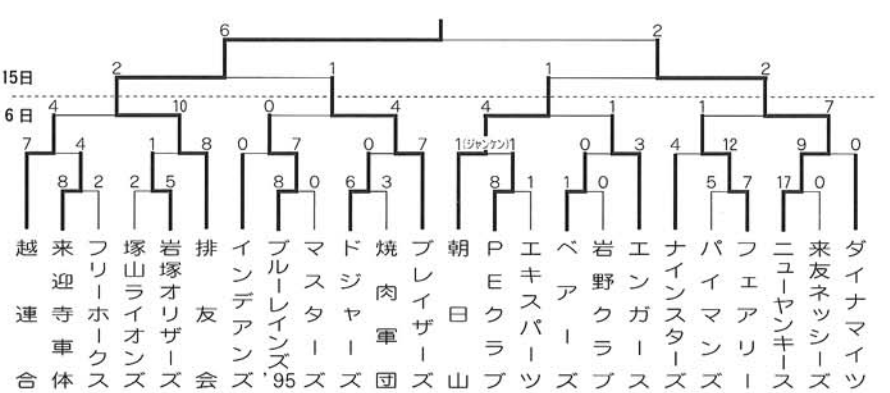 6 2
15日 2 1 1 2
6日 4 10 0 4 4 1 1 7
7 4 1 8 0 7 0 7 1(ジャンケン)1 0 3 4 12 9 0
8 2 2 5 8 0 6 3 8 1 1 0 5 7 17 0
越連合
来迎寺車体
フリーホークス
塚山ライオンズ
岩塚オリザーズ
排友会
インデアンズ
ブルーレインズ'95
マスターズ
ドジャーズ
焼肉軍団
ブレイザーズ
朝日山
PEクラブ
エキスパーツ
ベアーズ
岩野クラブ
エンガース
ナインスターズ
パイマンズ
フェアリー
ニューヤンキース
来友ネッシーズ
ダイナマイツ